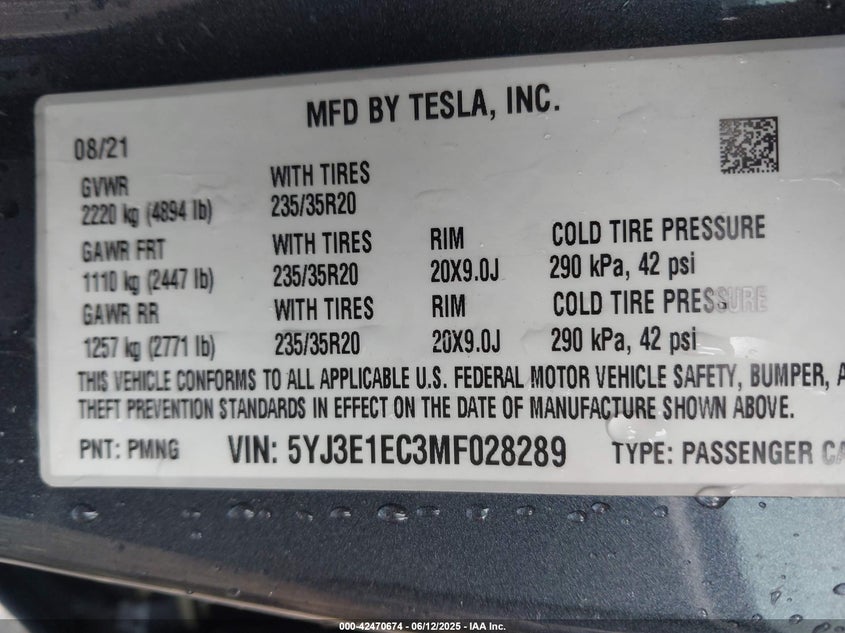 MFD BY TESLA, INC.
08/21
GVWR WITH TIRES
2220 kg (4894 lb) 235/35R20
GAWR FRT WITH TIRES RIM COLD TIRE PRESSURE
1110 kg (2447 lb) 235/35R20 20X9.0J 290 kPa, 42 psi
GAWR RR WITH TIRES RIM COLD TIRE PRESSURE
1257 kg (2771 lb) 235/35R20 20X9.0J 290 kPa, 42 psi
THIS VEHICLE CONFORMS TO ALL APPLICABLE U.S. FEDERAL MOTOR VEHICLE SAFETY, BUMPER, A
THEFT PREVENTION STANDARDS IN EFFECT ON THE DATE OF MANUFACTURE SHOWN ABOVE.
PNT: PMNG VIN: 5YJ3E1EC3MF028289 TYPE: PASSENGER CA
000-42470674 / 06/12/2025 - IAA Inc.